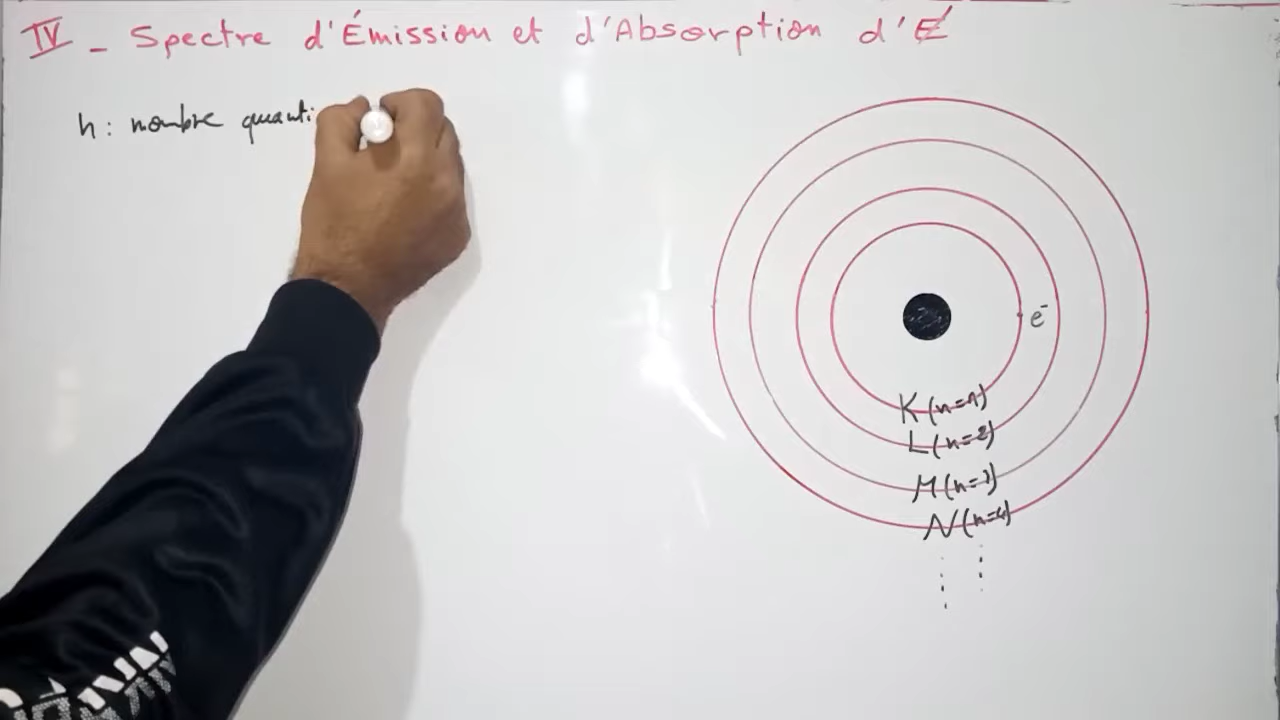 IV - Spectre d'Émission et d'Absorption d'E
n : nombre quanti
e-
K (n=1)
L (n=2)
M (n=3)
N (n=4)